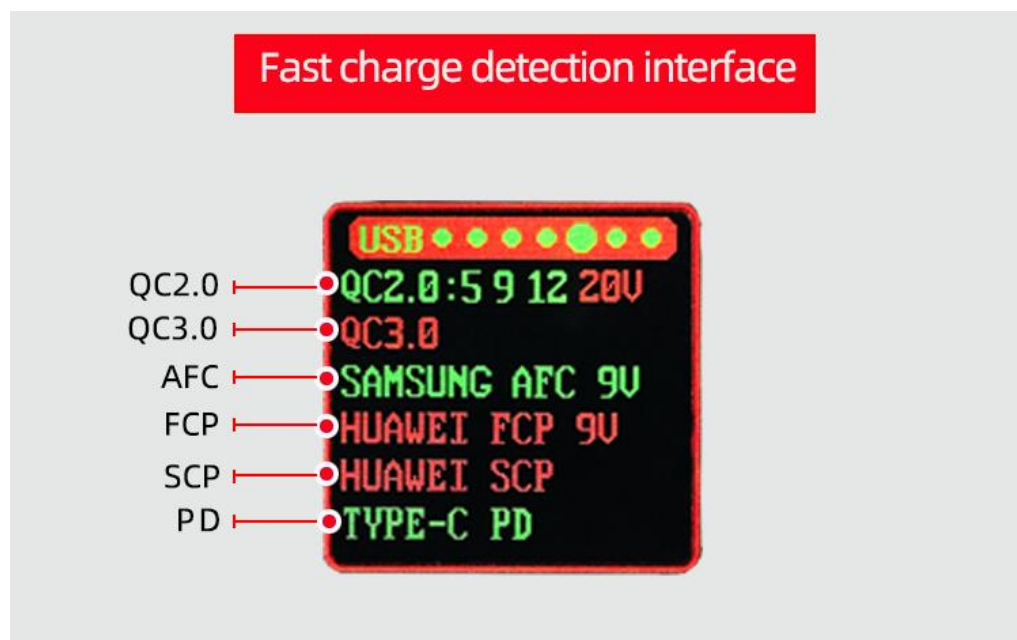 Fast charge detection interface
USB
QC2.0
QC2.0:5 9 12 20V
QC3.0
QC3.0
AFC
SAMSUNG AFC 9V
FCP
HUAWEI FCP 9V
SCP
HUAWEI SCP
PD
TYPE-C PD